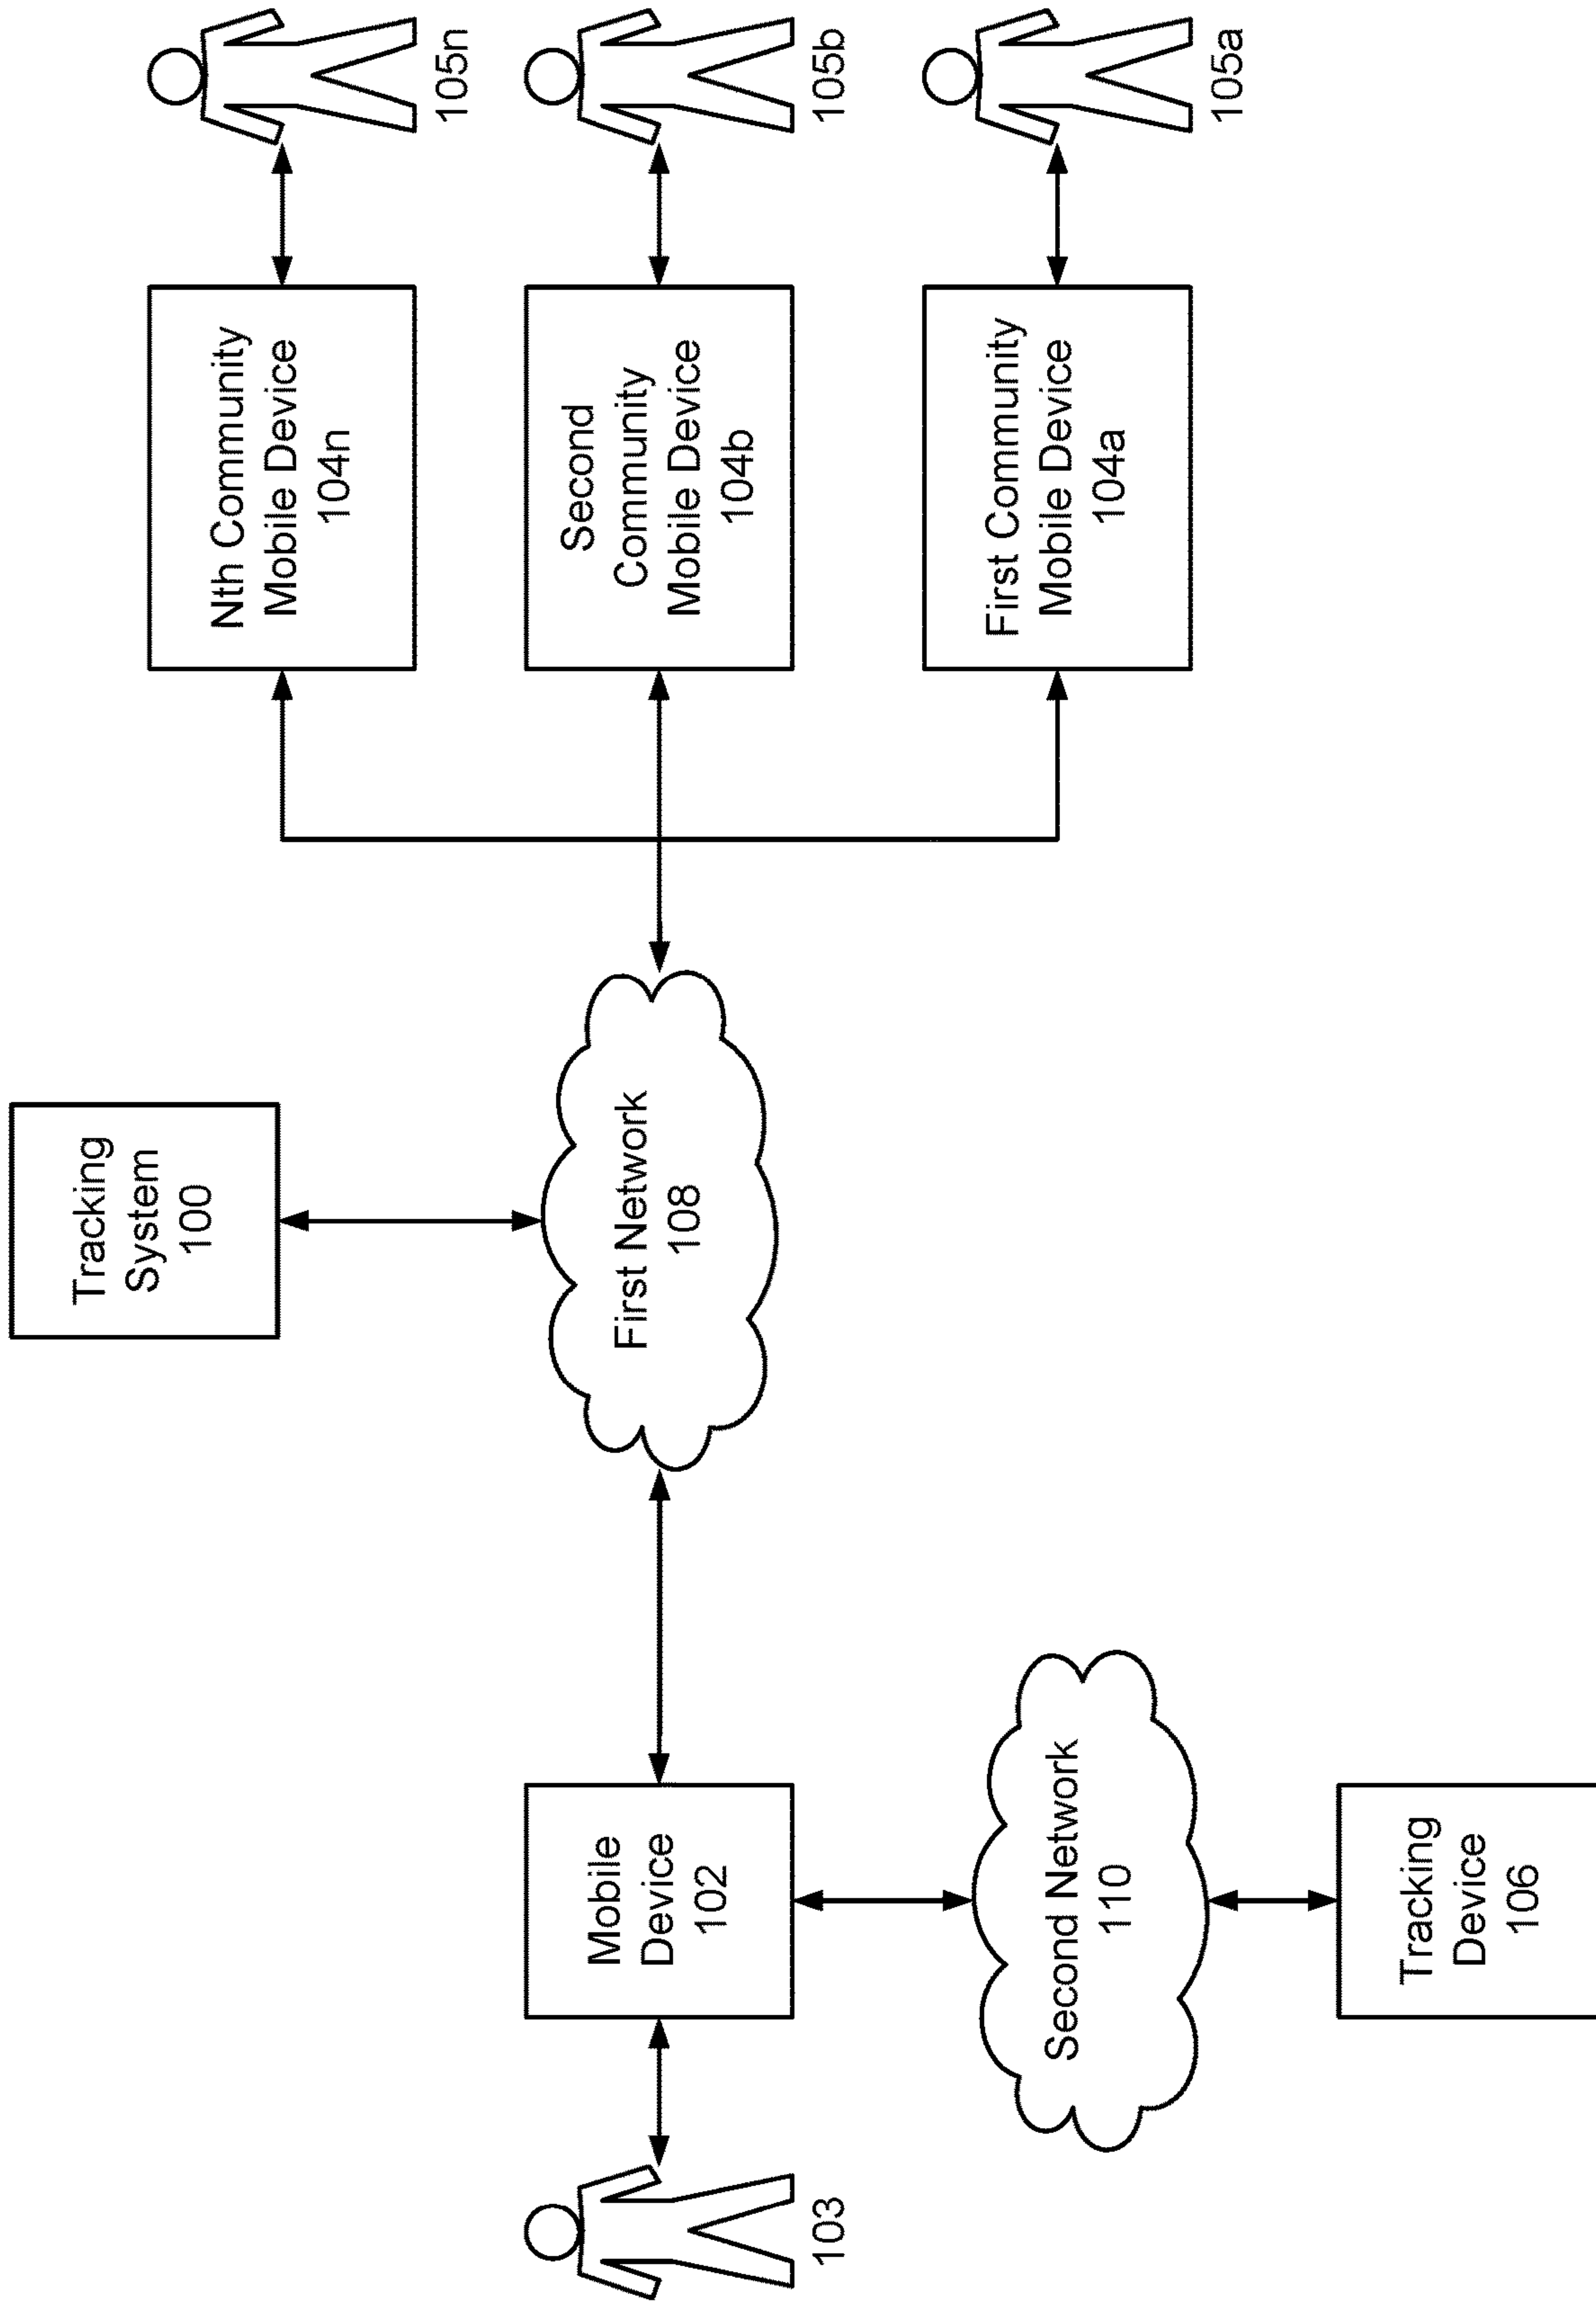 Tracking
System
100
Nth Community
Mobile Device
104n
105n
103
Mobile
Device
102
First Network
108
Second
Community
Mobile Device
104b
105b
Second Network
110
First Community
Mobile Device
104a
105a
Tracking
Device
106